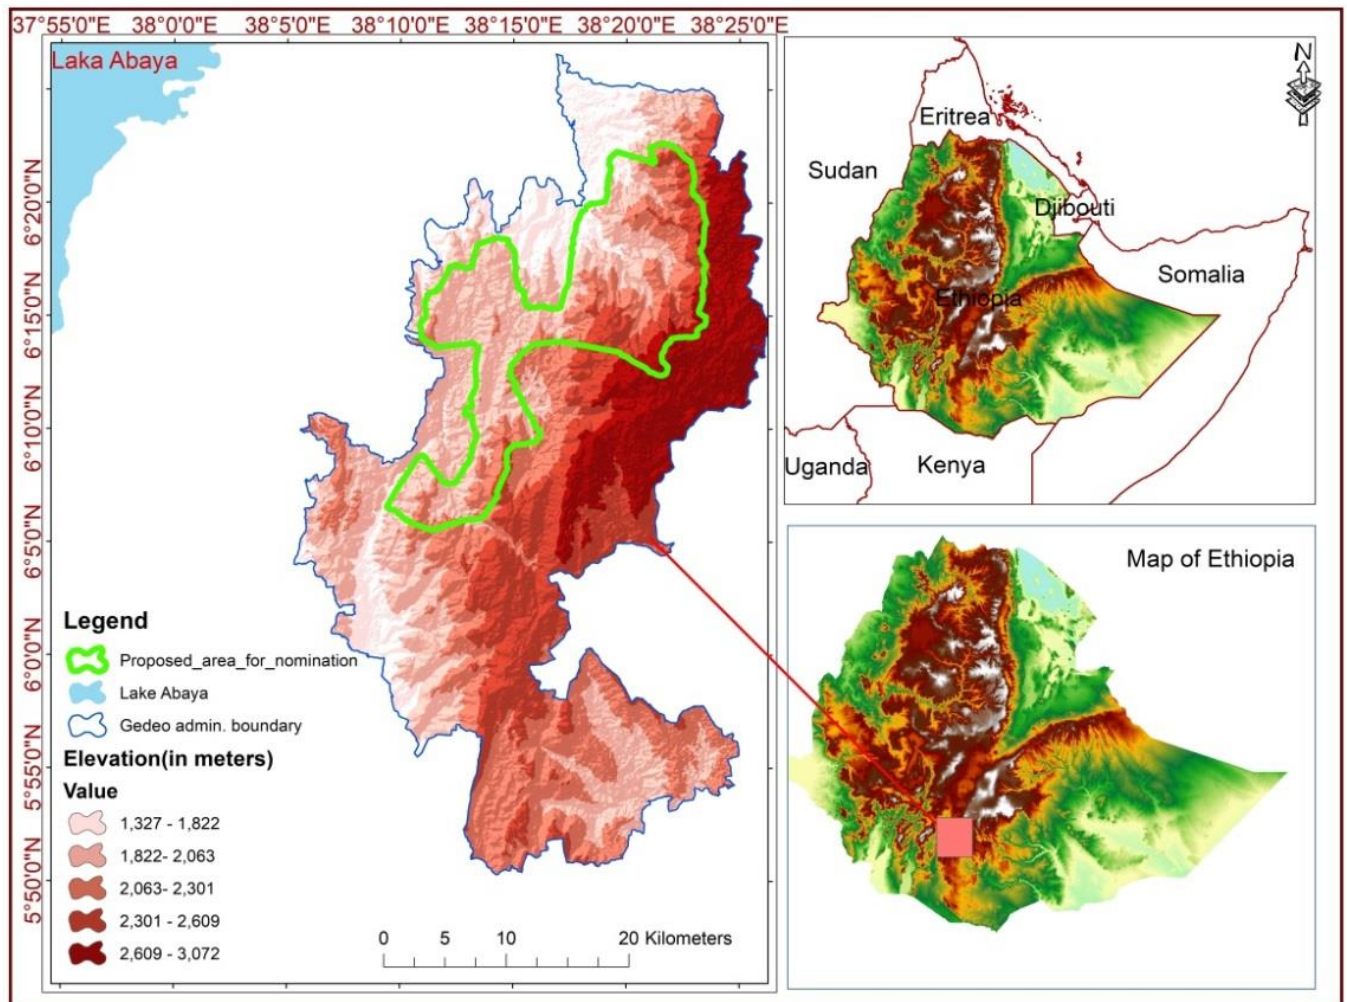 37°55'0"E 38°0'0"E 38°5'0"E 38°10'0"E 38°15'0"E 38°20'0"E 38°25'0"E
Laka Abaya
6°20'0"N
6°15'0"N
6°10'0"N
6°5'0"N
6°0'0"N
5°55'0"N
5°50'0"N
Legend
Proposed_area_for_nomination
Lake Abaya
Gedeo admin. boundary
Elevation(in meters)
Value
1,327 - 1,822
1,822- 2,063
2,063- 2,301
2,301 - 2,609
2,609 - 3,072
0 5 10 20 Kilometers
N
Eritrea
Sudan
Djibouti
Somalia
Ethiopia
Uganda
Kenya
Map of Ethiopia